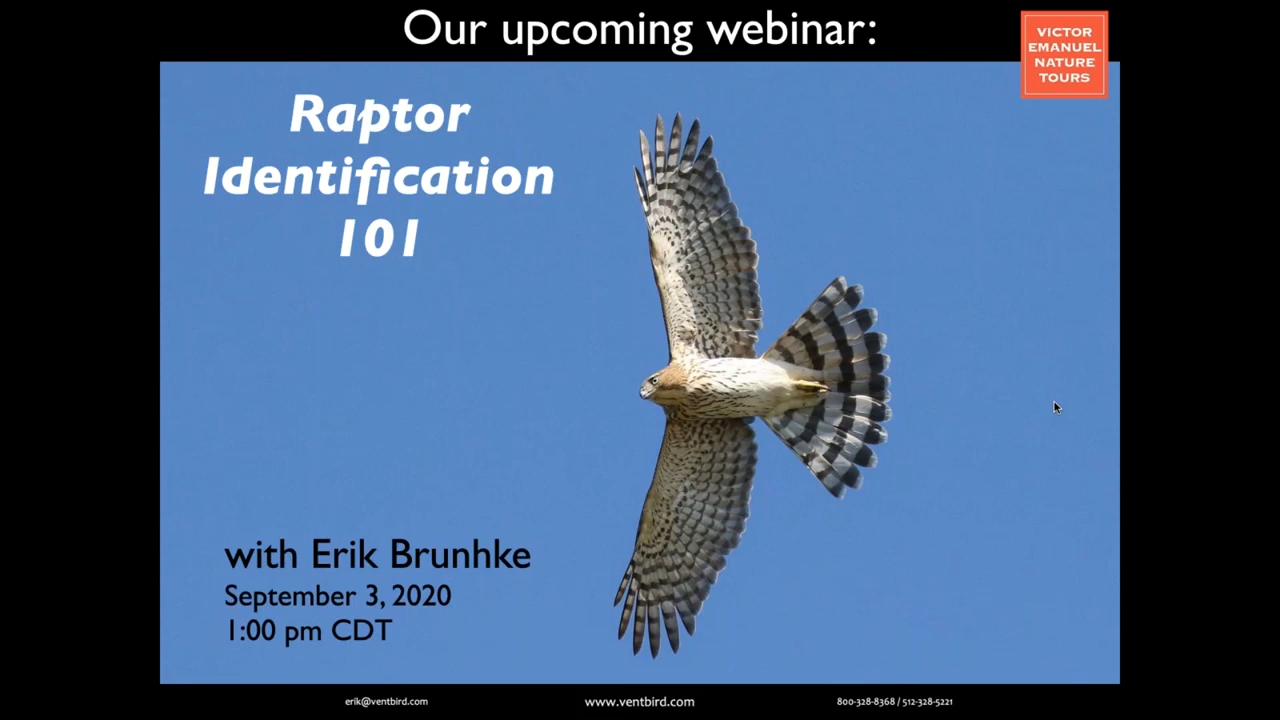 Our upcoming webinar:
VICTOR
EMANUEL
NATURE
TOURS
Raptor
Identification
101
with Erik Brunhke
September 3, 2020
1:00 pm CDT
erik@ventbird.com
www.ventbird.com
800-328-8368 / 512-328-5221